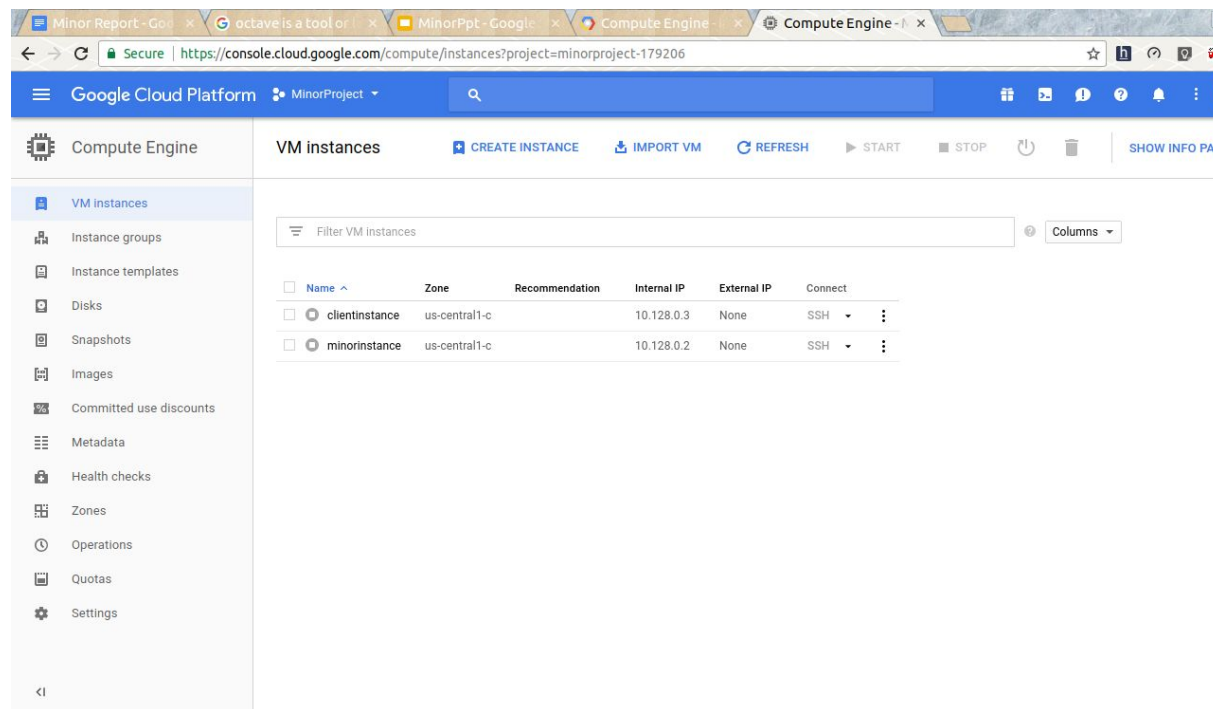 Minor Report - Goo
octave is a tool or l
MinorPpt - Google
Compute Engine -
Compute Engine - M
Secure | https://console.cloud.google.com/compute/instances?project=minorproject-179206
Google Cloud Platform MinorProject
Compute Engine VM instances CREATE INSTANCE IMPORT VM REFRESH START STOP SHOW INFO PA
VM instances
Instance groups Filter VM instances Columns
Instance templates
Name Zone Recommendation Internal IP External IP Connect
Disks
clientinstance us-central1-c 10.128.0.3 None SSH
Snapshots
minorinstance us-central1-c 10.128.0.2 None SSH
Images
Committed use discounts
Metadata
Health checks
Zones
Operations
Quotas
Settings